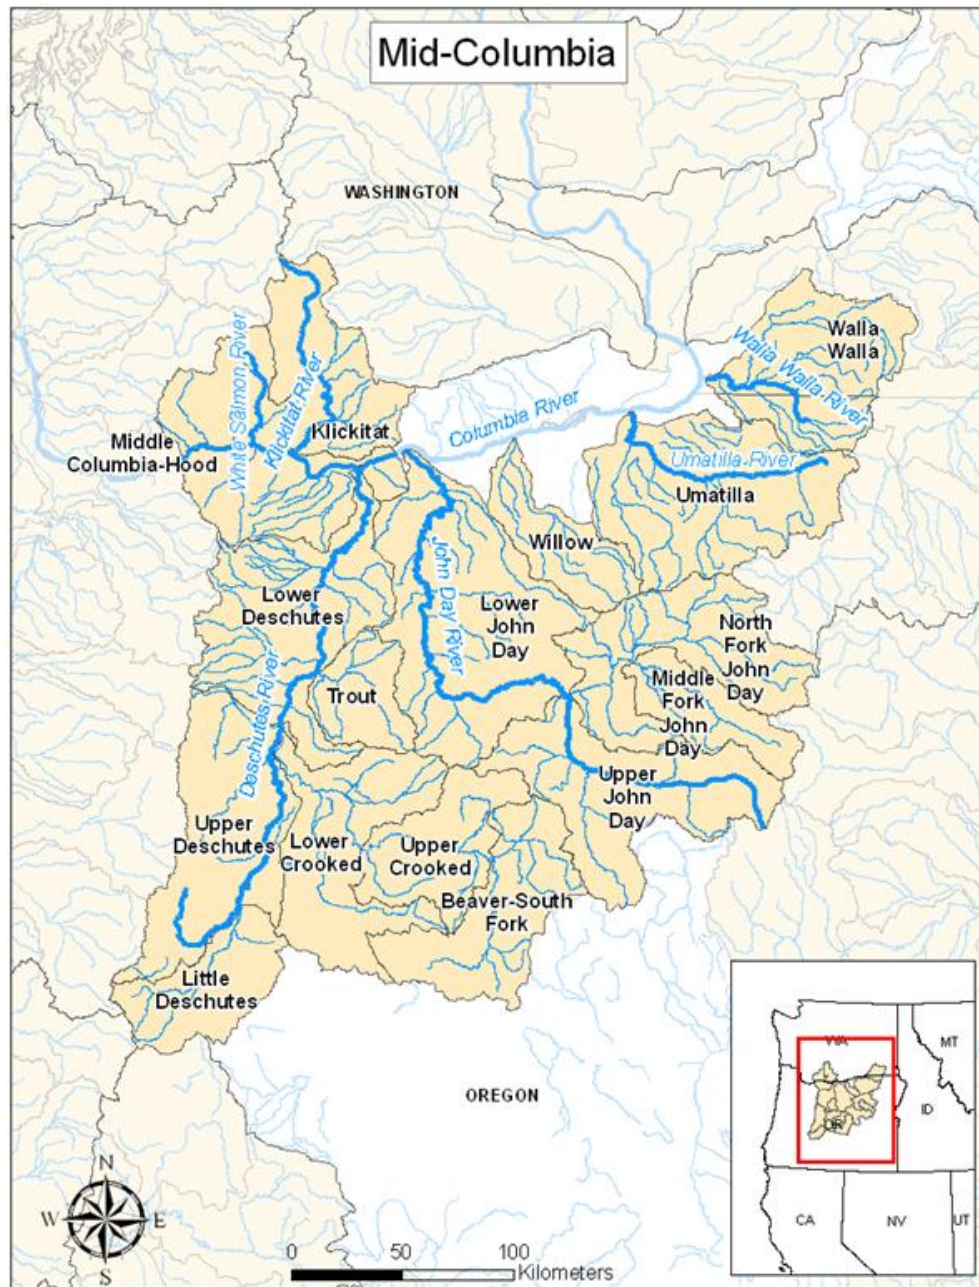 Mid-Columbia
WASHINGTON
Walla
Walla
Walla Walla River
White Salmon River
Klickitat River
Columbia River
Middle
Columbia-Hood
Klickitat
Umatilla River
Umatilla
Willow
John Day River
Lower
Deschutes
Lower
John
Day
North
Fork
John
Day
Middle
Fork
John
Day
Trout
Deschutes River
Upper
John
Day
Upper
Deschutes
Lower
Crooked
Upper
Crooked
Beaver-South
Fork
Little
Deschutes
OREGON
WA
MT
OR
ID
CA
NV
UT
N
W
E
S
0
50
100
Kilometers